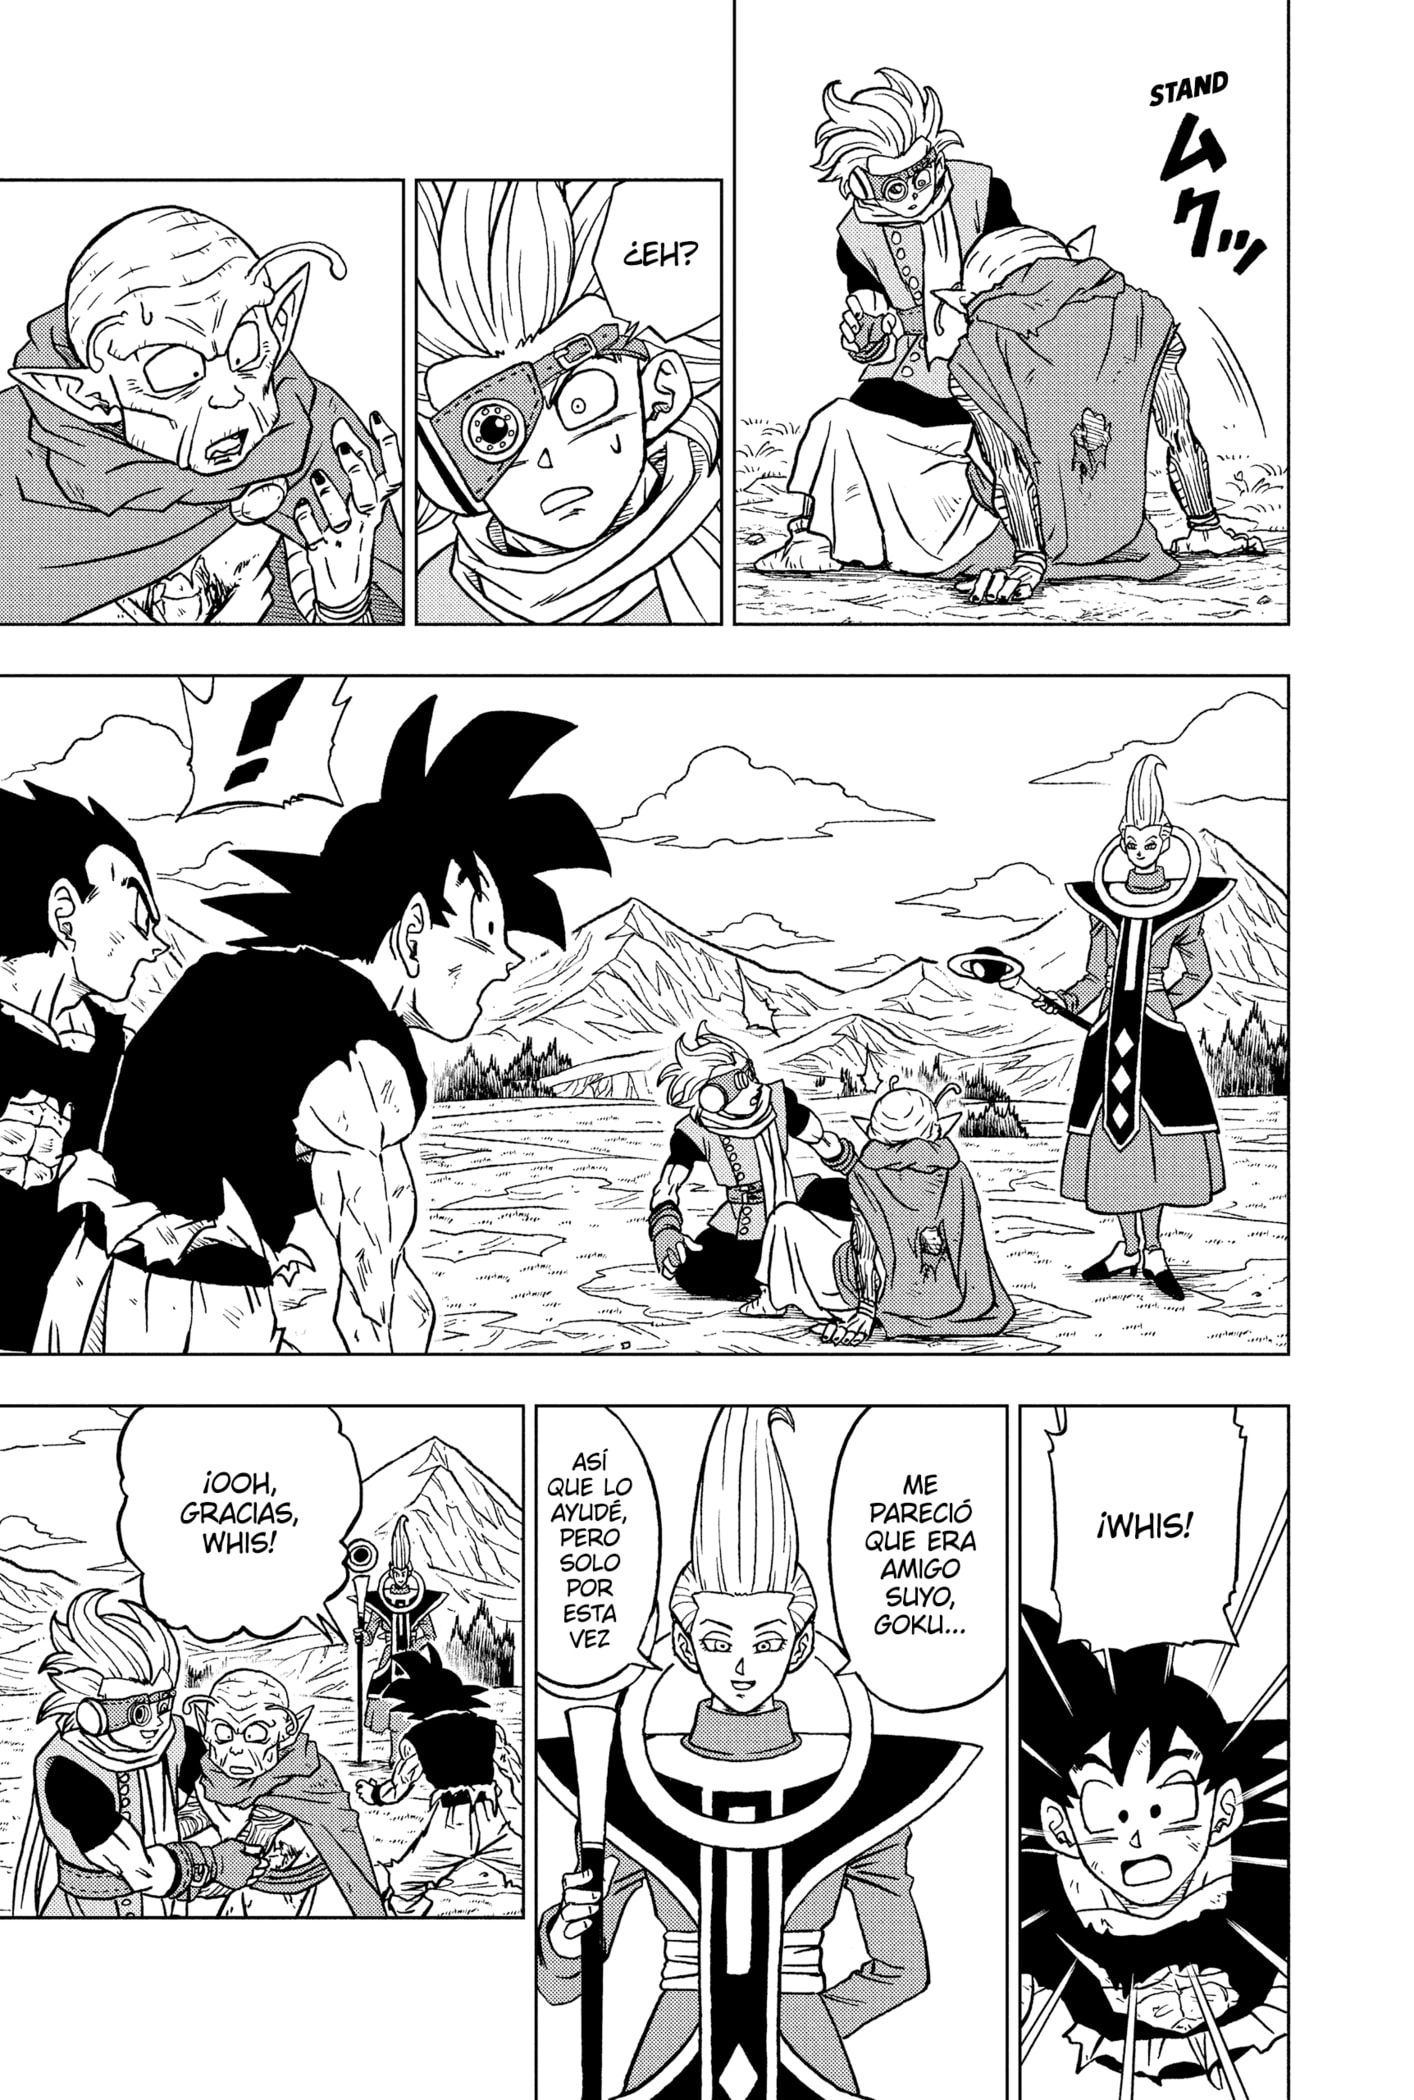 STAND
ムクッ
¿EH?
!
¡WHIS!
ME
PARECIÓ
QUE ERA
AMIGO
SUYO,
GOKU...
ASÍ
QUE LO
AYUDÉ,
PERO
SOLO
POR
ESTA
VEZ
¡OOH,
GRACIAS,
WHIS!